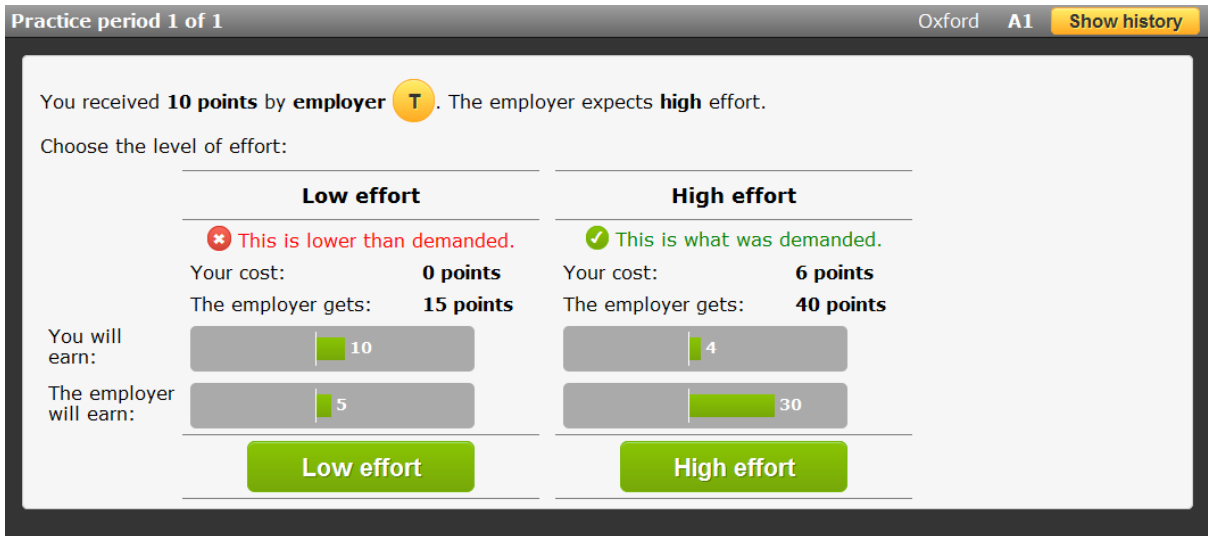 Practice period 1 of 1 Oxford A1 Show history
You received 10 points by employer T. The employer expects high effort.
Choose the level of effort:
Low effort High effort
This is lower than demanded. This is what was demanded.
Your cost: 0 points Your cost: 6 points
The employer gets: 15 points The employer gets: 40 points
You will
earn: 10 4
The employer
will earn: 5 30
Low effort High effort